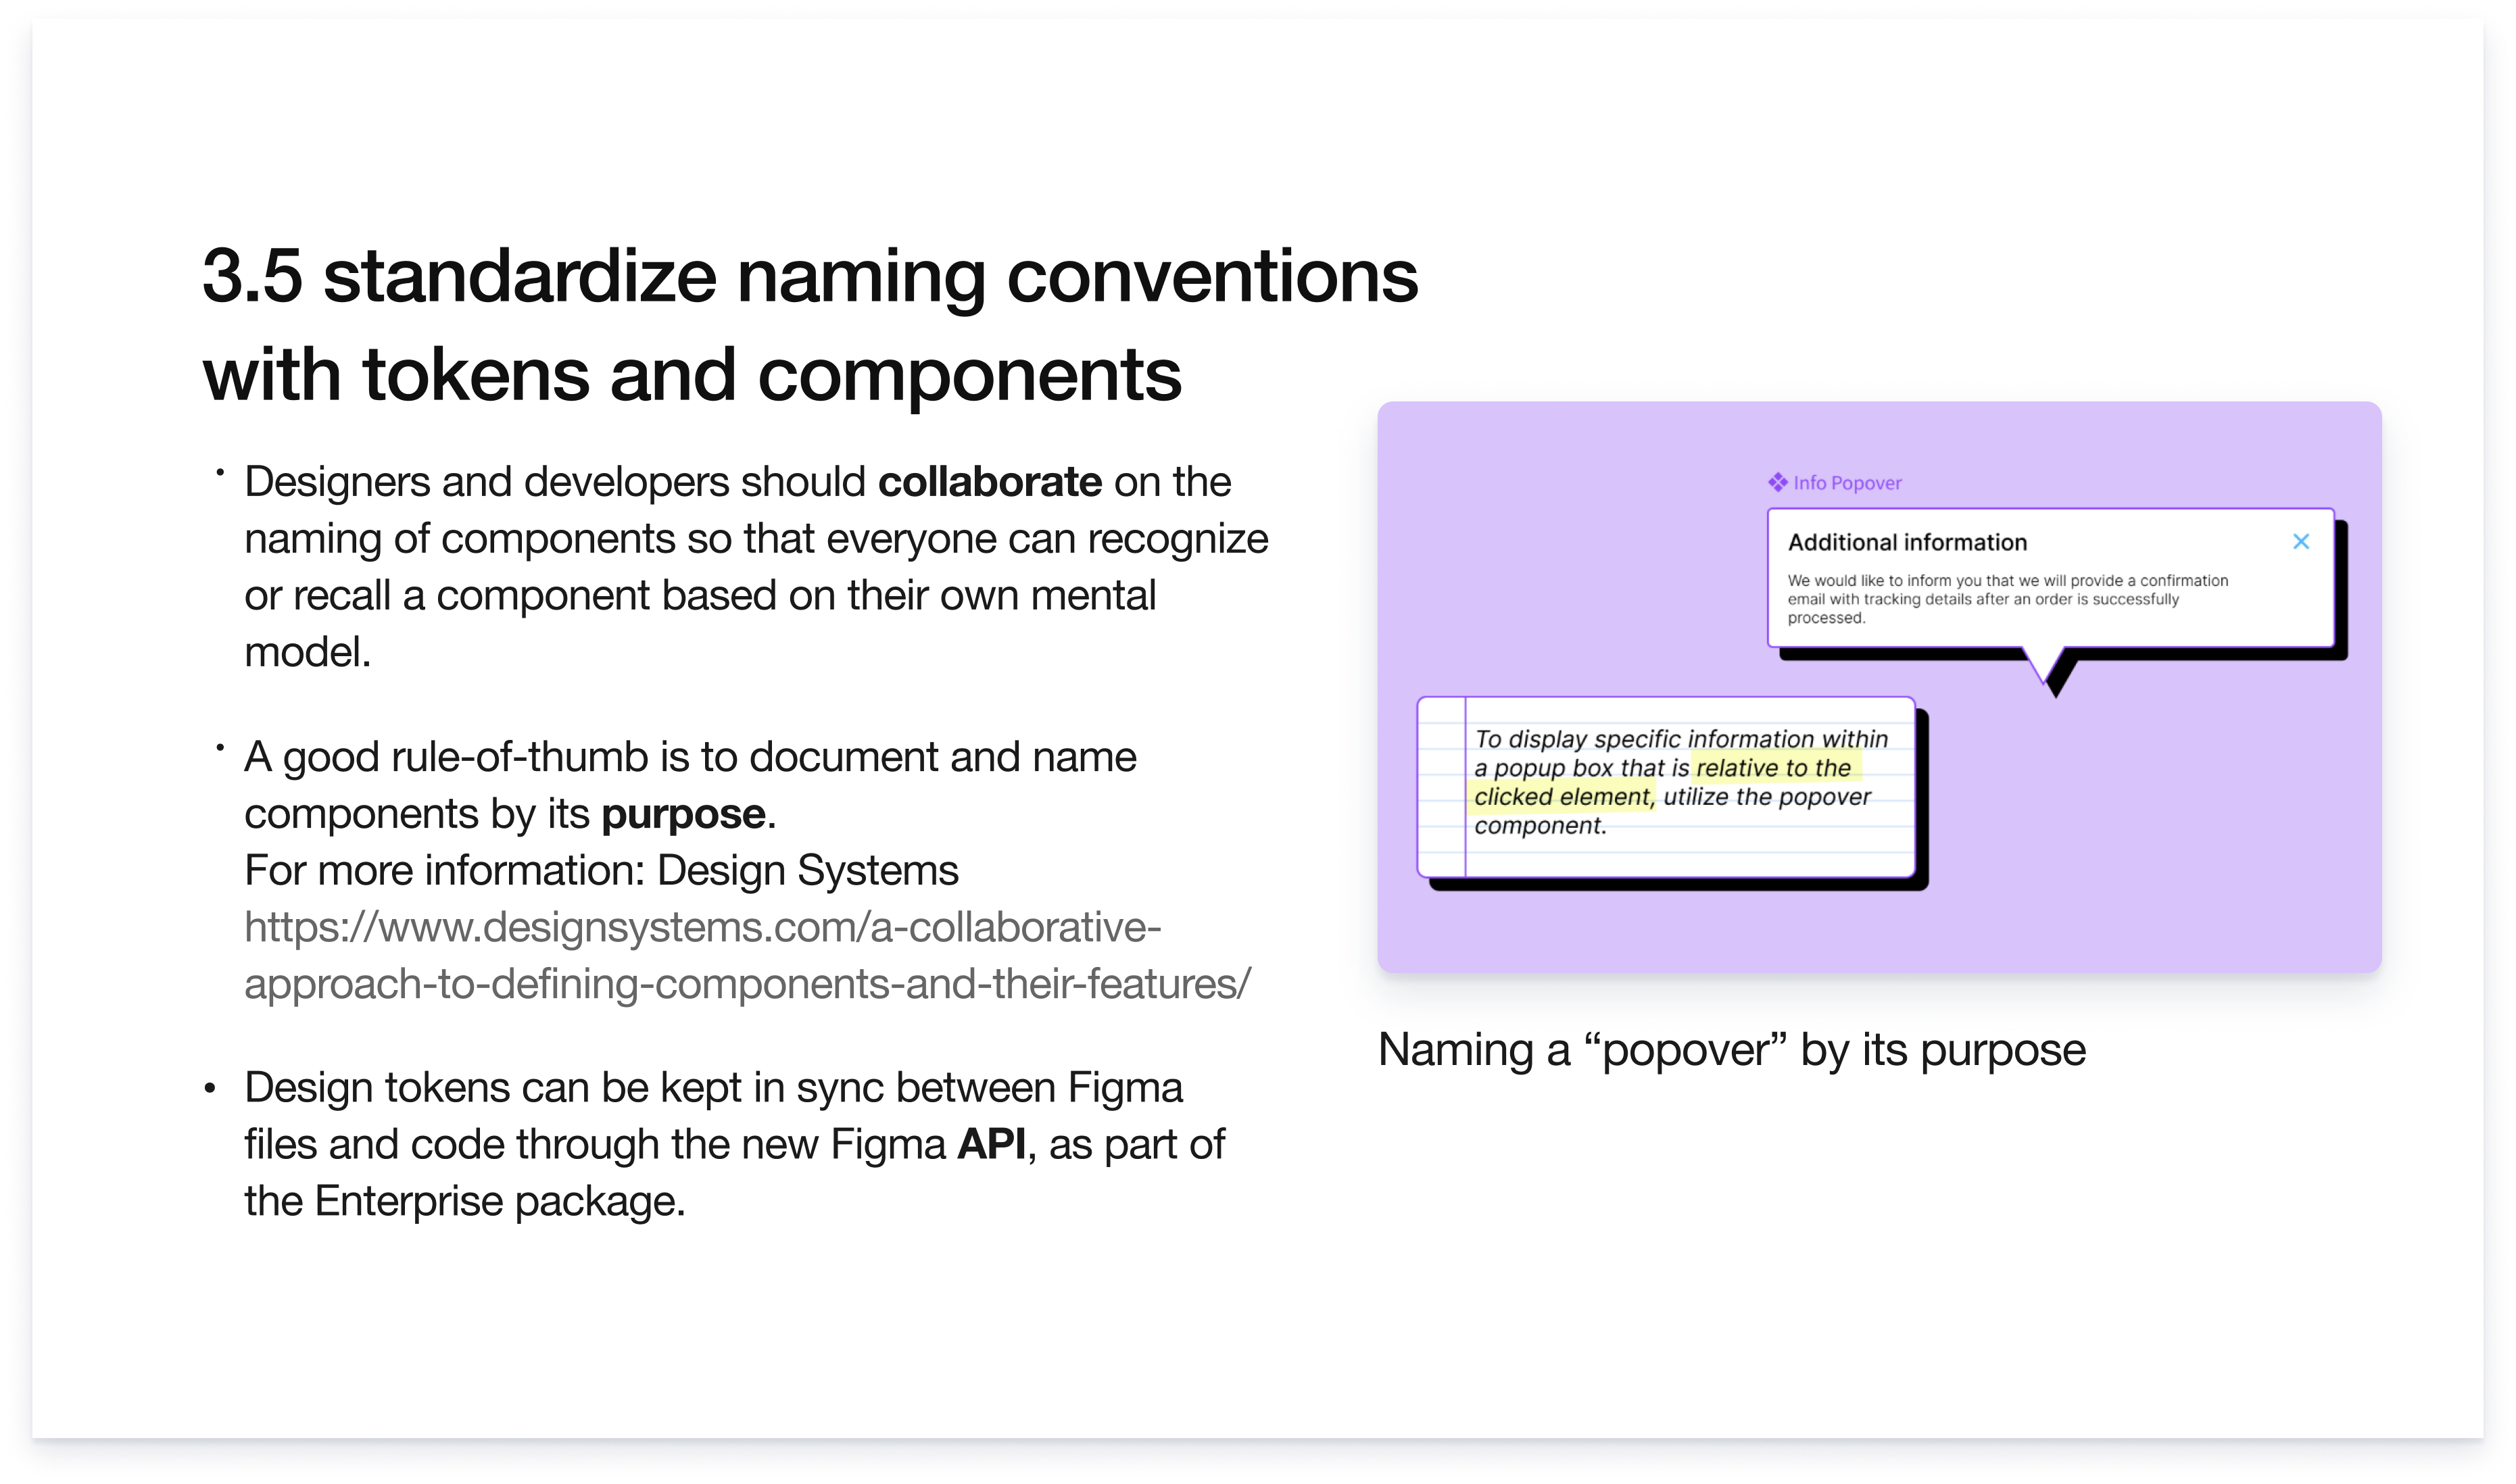 3.5 standardize naming conventions
with tokens and components
• Designers and developers should collaborate on the
naming of components so that everyone can recognize
or recall a component based on their own mental
model.
• A good rule-of-thumb is to document and name
components by its purpose.
For more information: Design Systems
https://www.designsystems.com/a-collaborative-
approach-to-defining-components-and-their-features/
• Design tokens can be kept in sync between Figma
files and code through the new Figma API, as part of
the Enterprise package.
Info Popover
Additional information
We would like to inform you that we will provide a confirmation
email with tracking details after an order is successfully
processed.
To display specific information within
a popup box that is relative to the
clicked element, utilize the popover
component.
Naming a “popover” by its purpose